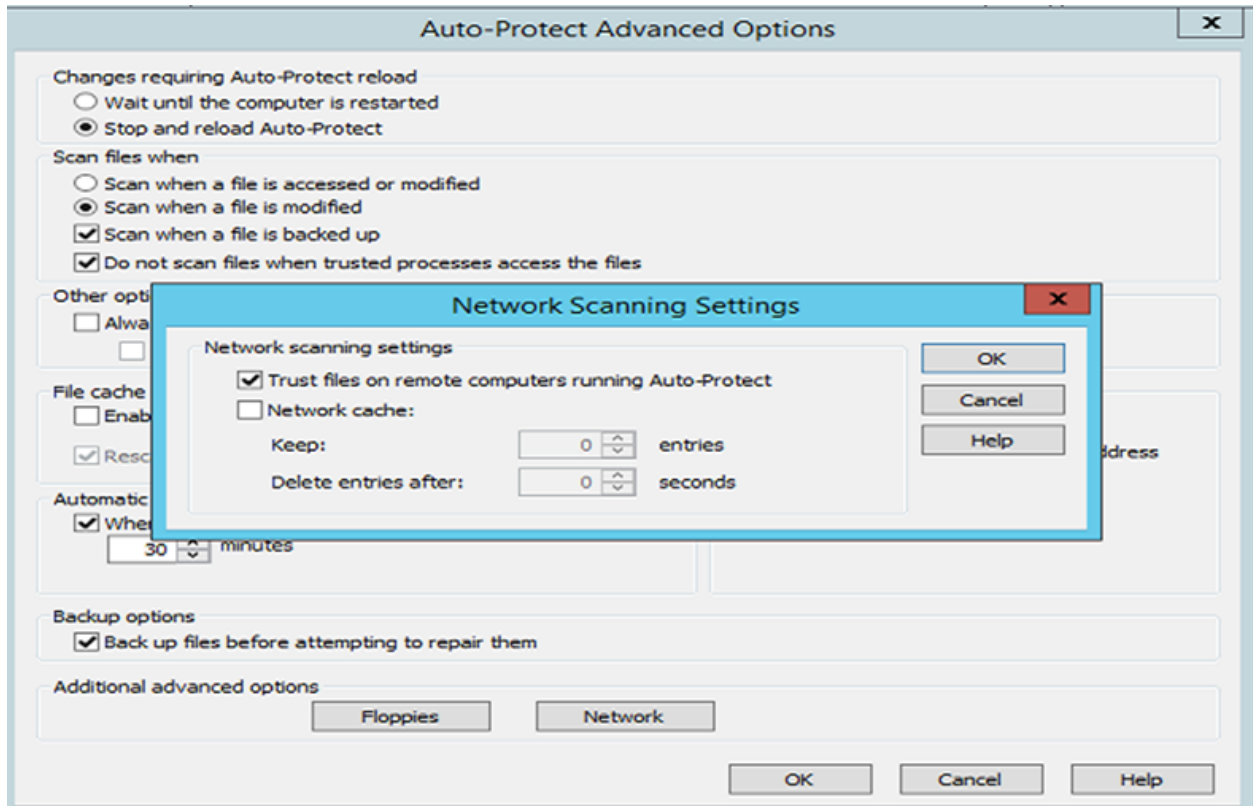 Auto-Protect Advanced Options
Changes requiring Auto-Protect reload
Wait until the computer is restarted
Stop and reload Auto-Protect
Scan files when
Scan when a file is accessed or modified
Scan when a file is modified
Scan when a file is backed up
Do not scan files when trusted processes access the files
Other
Network Scanning Settings
Network scanning settings
Trust files on remote computers running Auto-Protect
Network cache:
Keep: 0 entries
Delete entries after: 0 seconds
OK
Cancel
Help
File cache
Automatic
30 minutes
Backup options
Back up files before attempting to repair them
Additional advanced options
Floppies Network
OK Cancel Help